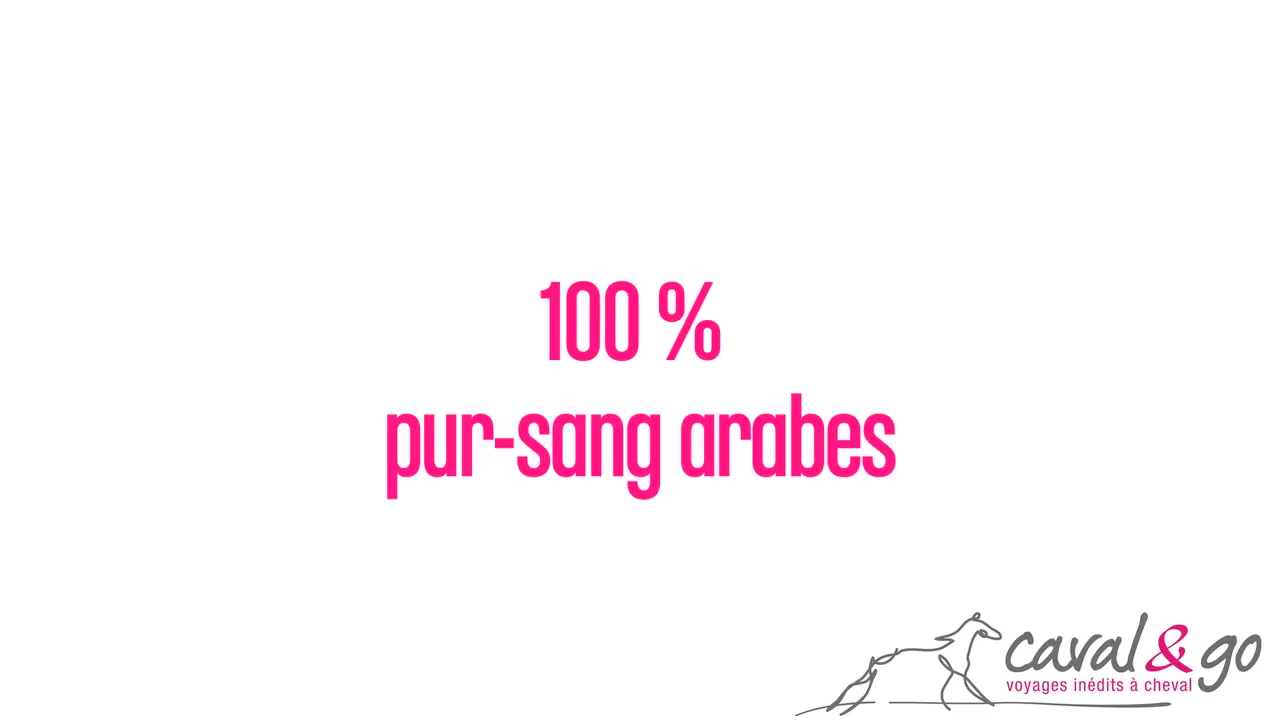 100 %
pur-sang arabes
caval&go
voyages inédits à cheval